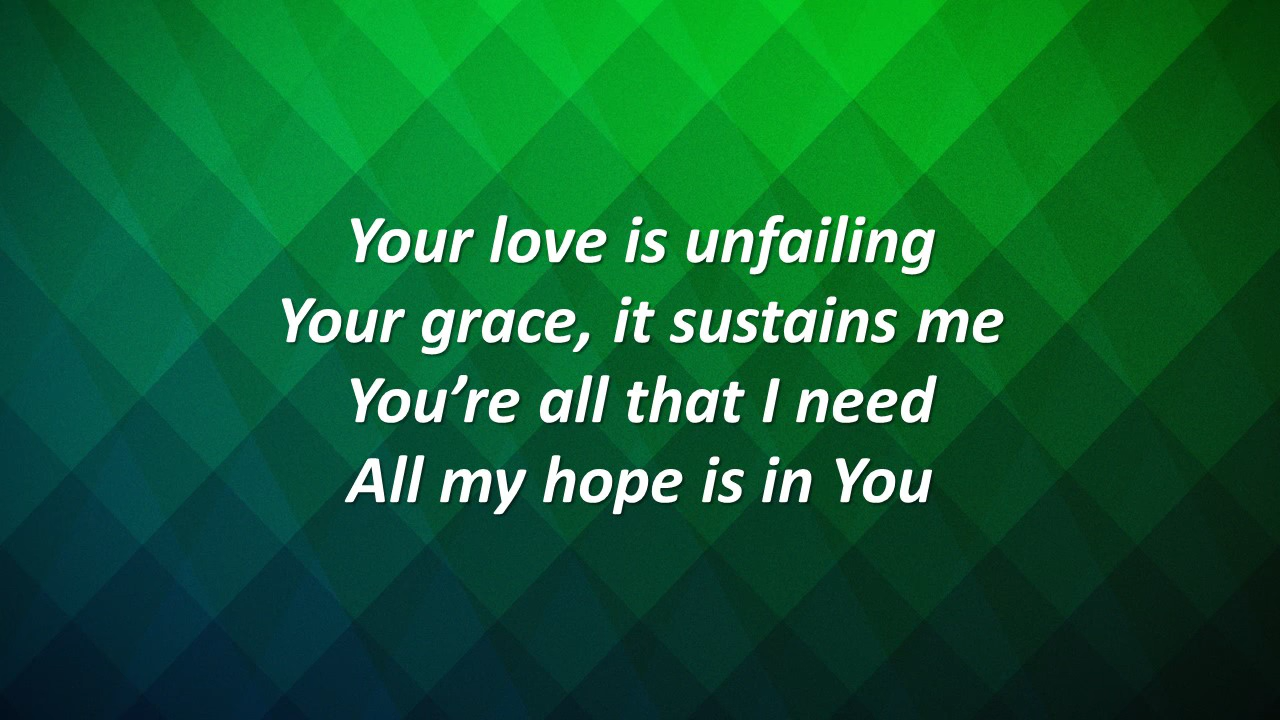 Your love is unfailing
Your grace, it sustains me
You’re all that I need
All my hope is in You